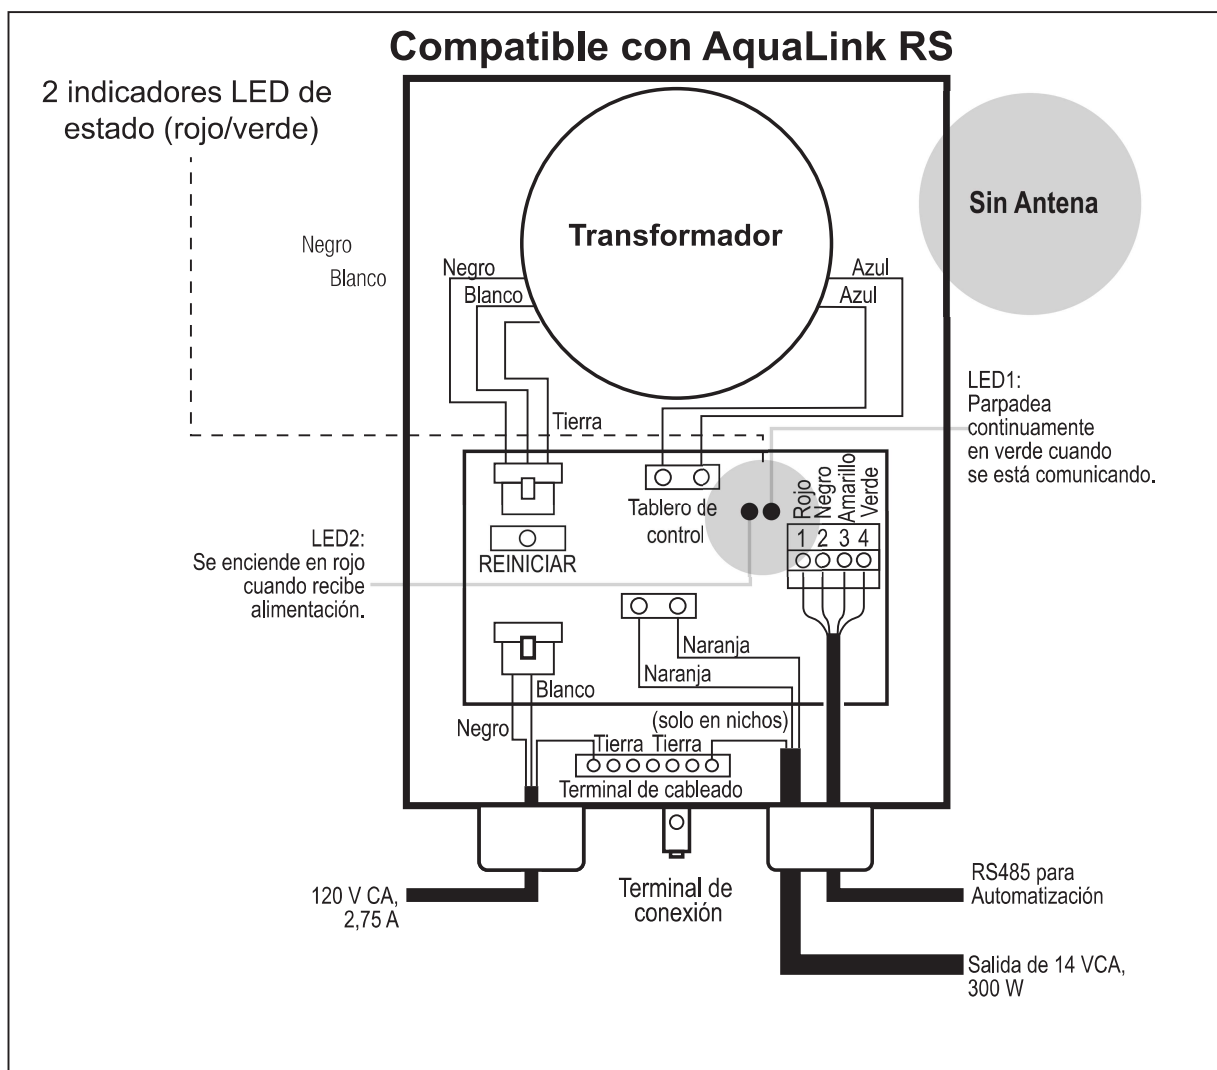 Compatible con AquaLink RS
2 indicadores LED de
estado (rojo/verde)
Sin Antena
Transformador
Negro
Blanco
Negro
Blanco
Azul
Azul
Tierra
LED1:
Parpadea
continuamente
en verde cuando
se está comunicando.
Tablero de
control
Rojo
Negro
Amarillo
Verde
1 2 3 4
LED2:
Se enciende en rojo
cuando recibe
alimentación.
REINICIAR
Naranja
Naranja
Blanco
Negro
(solo en nichos)
Tierra Tierra
Terminal de cableado
120 V CA,
2,75 A
Terminal de
conexión
RS485 para
Automatización
Salida de 14 VCA,
300 W